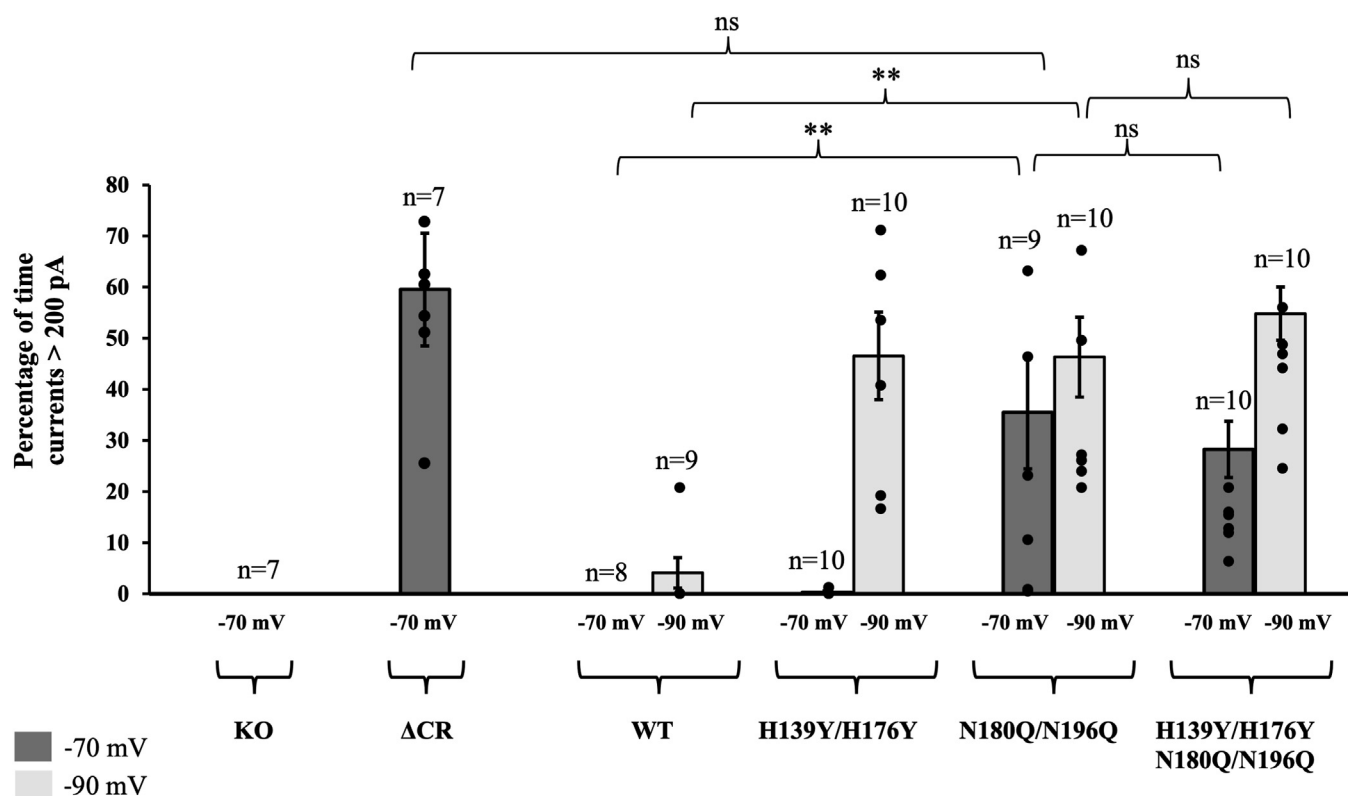 ns
**
ns
**
ns
Percentage of time
currents > 200 pA
80
70
60
50
40
30
20
10
0
n=7
n=7
n=8
n=9
n=10
n=10
n=9
n=10
n=10
n=10
-70 mV
-70 mV
-70 mV -90 mV
-70 mV -90 mV
-70 mV -90 mV
-70 mV -90 mV
KO
ΔCR
WT
H139Y/H176Y
N180Q/N196Q
H139Y/H176Y
N180Q/N196Q
-70 mV
-90 mV